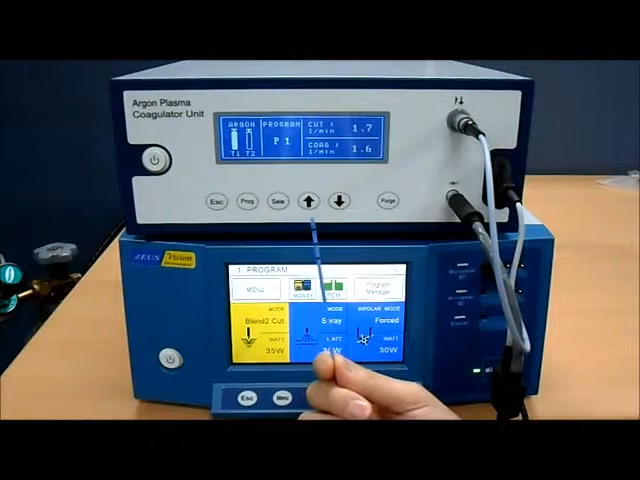 Argon Plasma
Coagulator Unit
ARGON
T1 T2
PROGRAM
P 1
CUT :
l/min 1.7
COAG :
l/min 1.6
Esc
Prog
Sele
Purge
ZEUS Vision
1. PROGRAM
MENU
Program
Manager
MODE
Blend2 Cut
WATT
35W
MODE
Spray
WATT
BIPOLAR MODE
Forced
WATT
30W
Esc
Menu